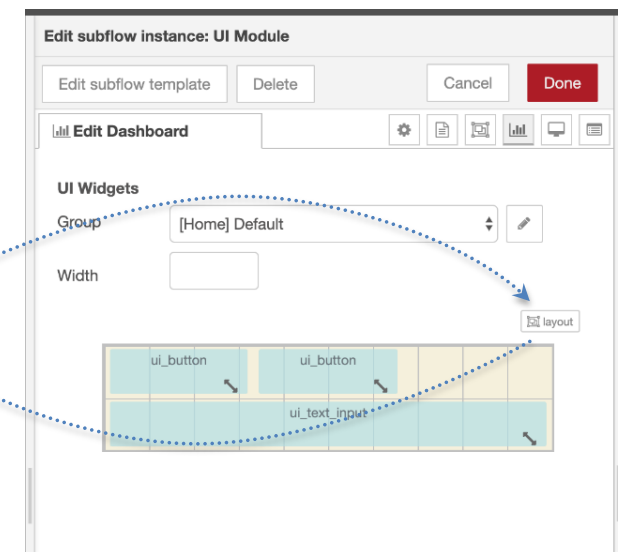 Edit subflow instance: UI Module
Edit subflow template Delete Cancel Done
Edit Dashboard
UI Widgets
Group [Home] Default
Width
layout
ui_button ui_button
ui_text_input